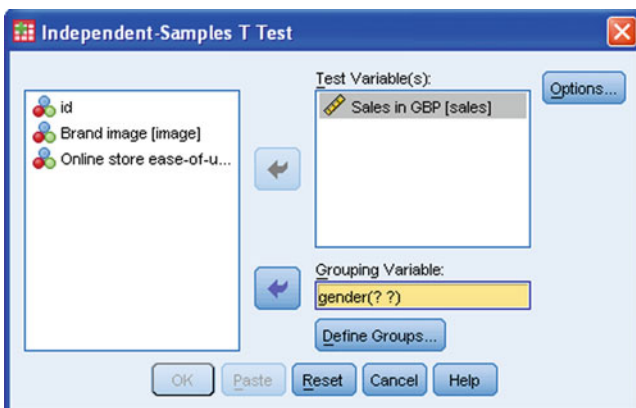 Independent-Samples T Test
Test Variable(s):
id
Brand image [image]
Online store ease-of-u...
Sales in GBP [sales]
Options...
Grouping Variable:
gender(? ?)
Define Groups...
OK
Paste
Reset
Cancel
Help